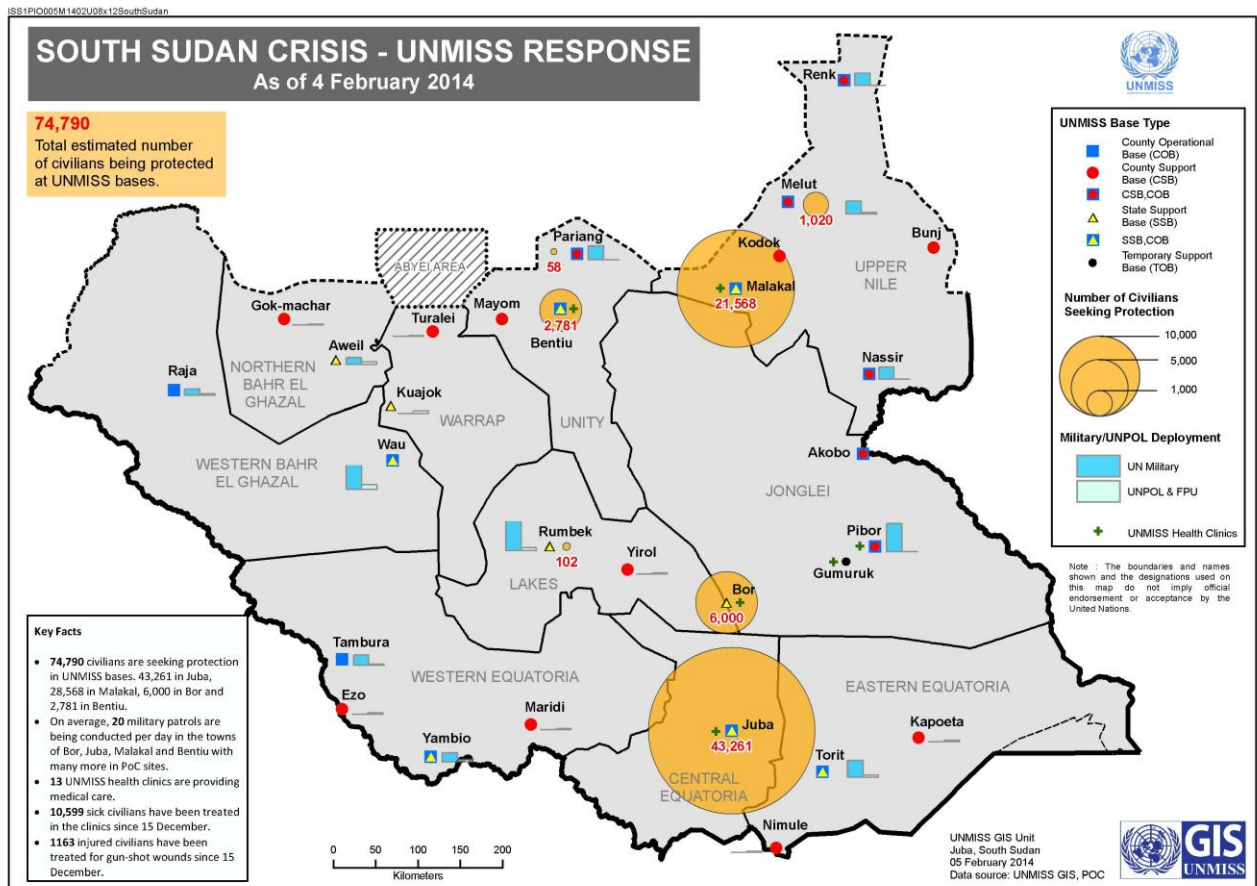 ISS1PIO005M1402U08x12SouthSudan
SOUTH SUDAN CRISIS - UNMISS RESPONSE
As of 4 February 2014
74,790
Total estimated number
of civilians being protected
at UNMISS bases.
UNMISS
Renk
Melut
1,020
Kodok
Bunj
UPPER
NILE
Malakal
21,568
Pariang
58
ABYEI AREA
Mayom
2,781
Bentiu
Gok-machar
Turalei
Aweil
NORTHERN
BAHR EL
GHAZAL
Raja
Kuajok
WARRAP
UNITY
Nassir
Wau
WESTERN BAHR
EL GHAZAL
Akobo
JONGLEI
Pibor
Gumuruk
Rumbek
102
Yirol
LAKES
Bor
6,000
Tambura
WESTERN EQUATORIA
EASTERN EQUATORIA
Ezo
Maridi
Yambio
Juba
43,261
CENTRAL
EQUATORIA
Kapoeta
Torit
Nimule
UNMISS Base Type
County Operational
Base (COB)
County Support
Base (CSB)
CSB,COB
State Support
Base (SSB)
SSB,COB
Temporary Support
Base (TOB)
Number of Civilians
Seeking Protection
10,000
5,000
1,000
Military/UNPOL Deployment
UN Military
UNPOL & FPU
UNMISS Health Clinics
Note : The boundaries and names
shown and the designations used on
this map do not imply official
endorsement or acceptance by the
United Nations.
Key Facts
• 74,790 civilians are seeking protection
in UNMISS bases. 43,261 in Juba,
28,568 in Malakal, 6,000 in Bor and
2,781 in Bentiu.
• On average, 20 military patrols are
being conducted per day in the towns
of Bor, Juba, Malakal and Bentiu with
many more in PoC sites.
• 13 UNMISS health clinics are providing
medical care.
• 10,599 sick civilians have been treated
in the clinics since 15 December.
• 1163 injured civilians have been
treated for gun-shot wounds since 15
December.
0 50 100 150 200
Kilometers
UNMISS GIS Unit
Juba, South Sudan
05 February 2014
Data source: UNMISS GIS, POC
GIS
UNMISS